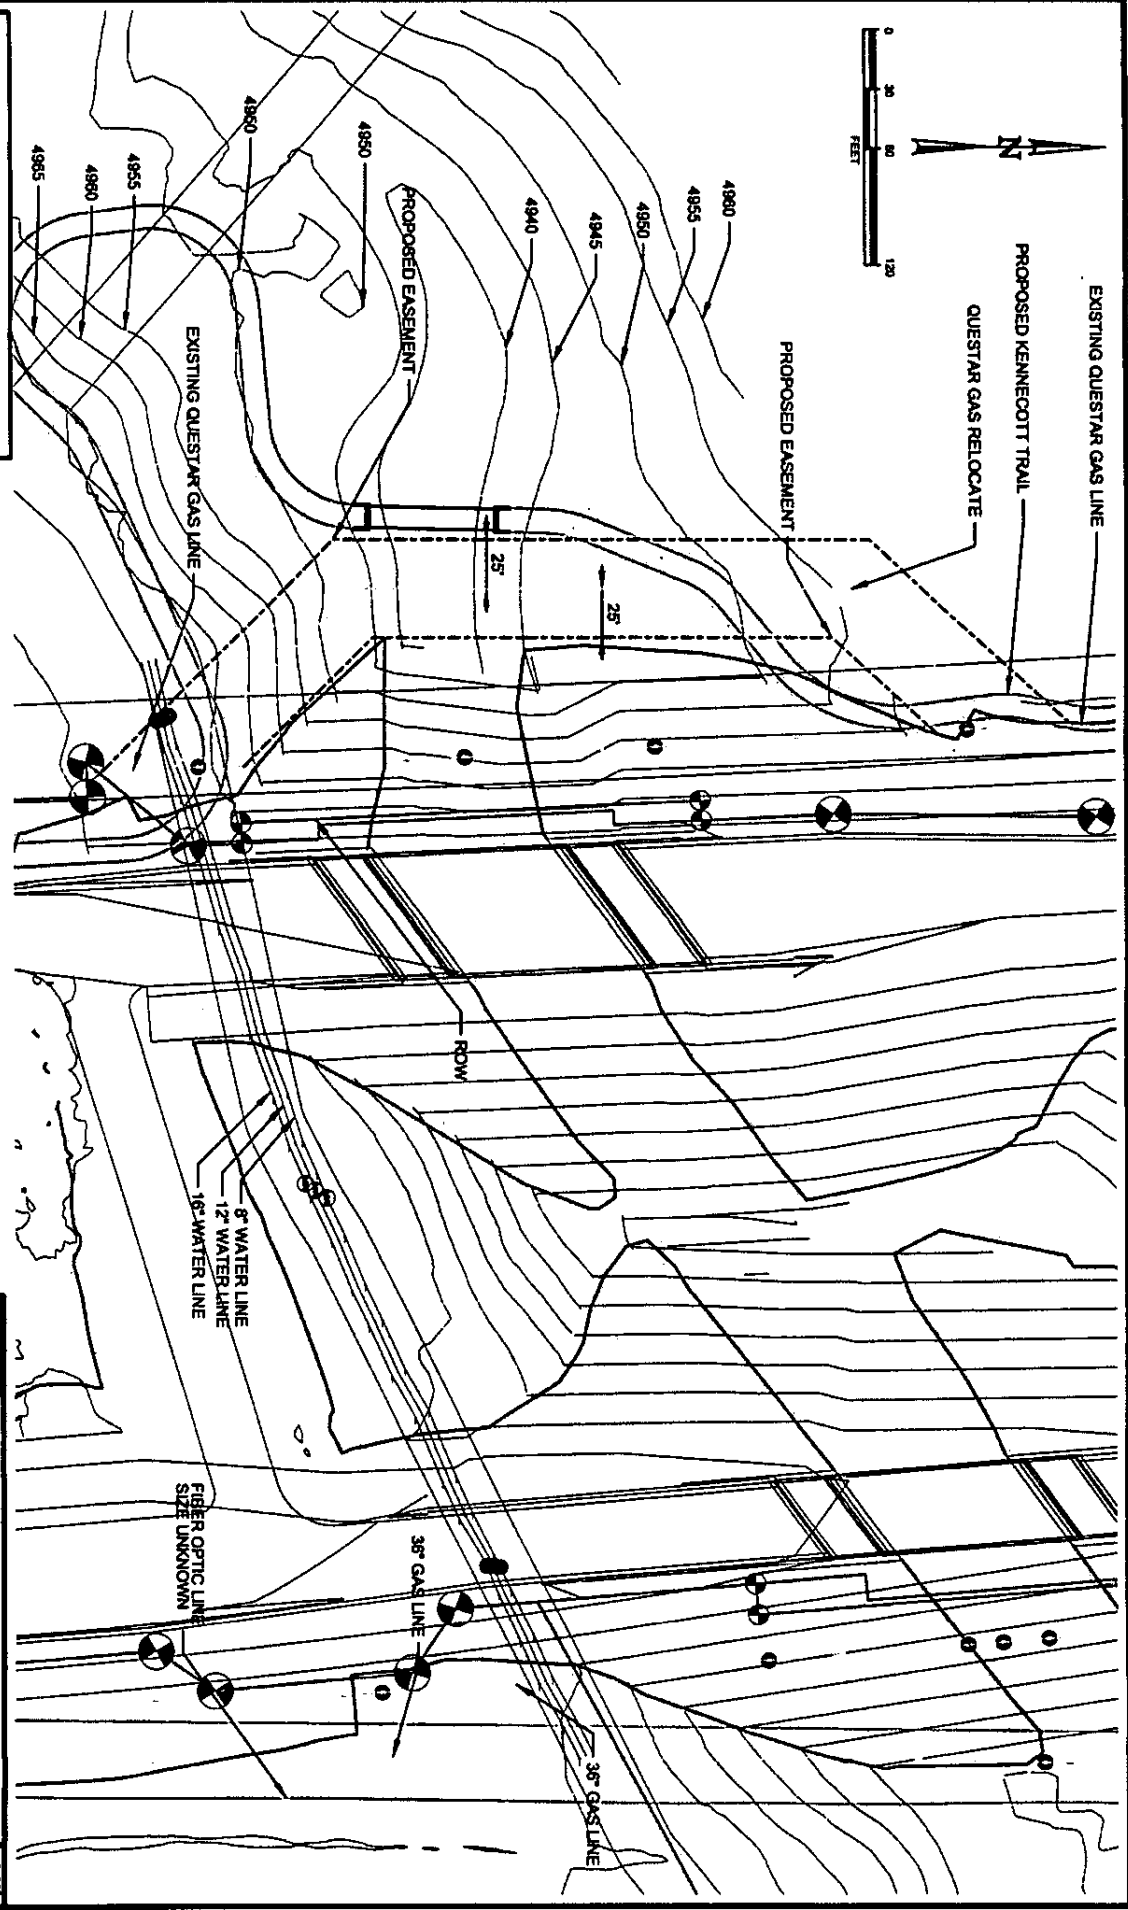 0 30 60 120
FEET
N
EXISTING QUESTAR GAS LINE
PROPOSED KENNECOTT TRAIL
QUESTAR GAS RELOCATE
PROPOSED EASEMENT
4960
4955
4950
4945
4940
PROPOSED EASEMENT
4950
4950
4955
4960
4965
EXISTING QUESTAR GAS LINE
25'
25'
ROW
8" WATER LINE
12" WATER LINE
16" WATER LINE
36" GAS LINE
36" GAS LINE
FIBER OPTIC LINE
SIZE UNKNOWN